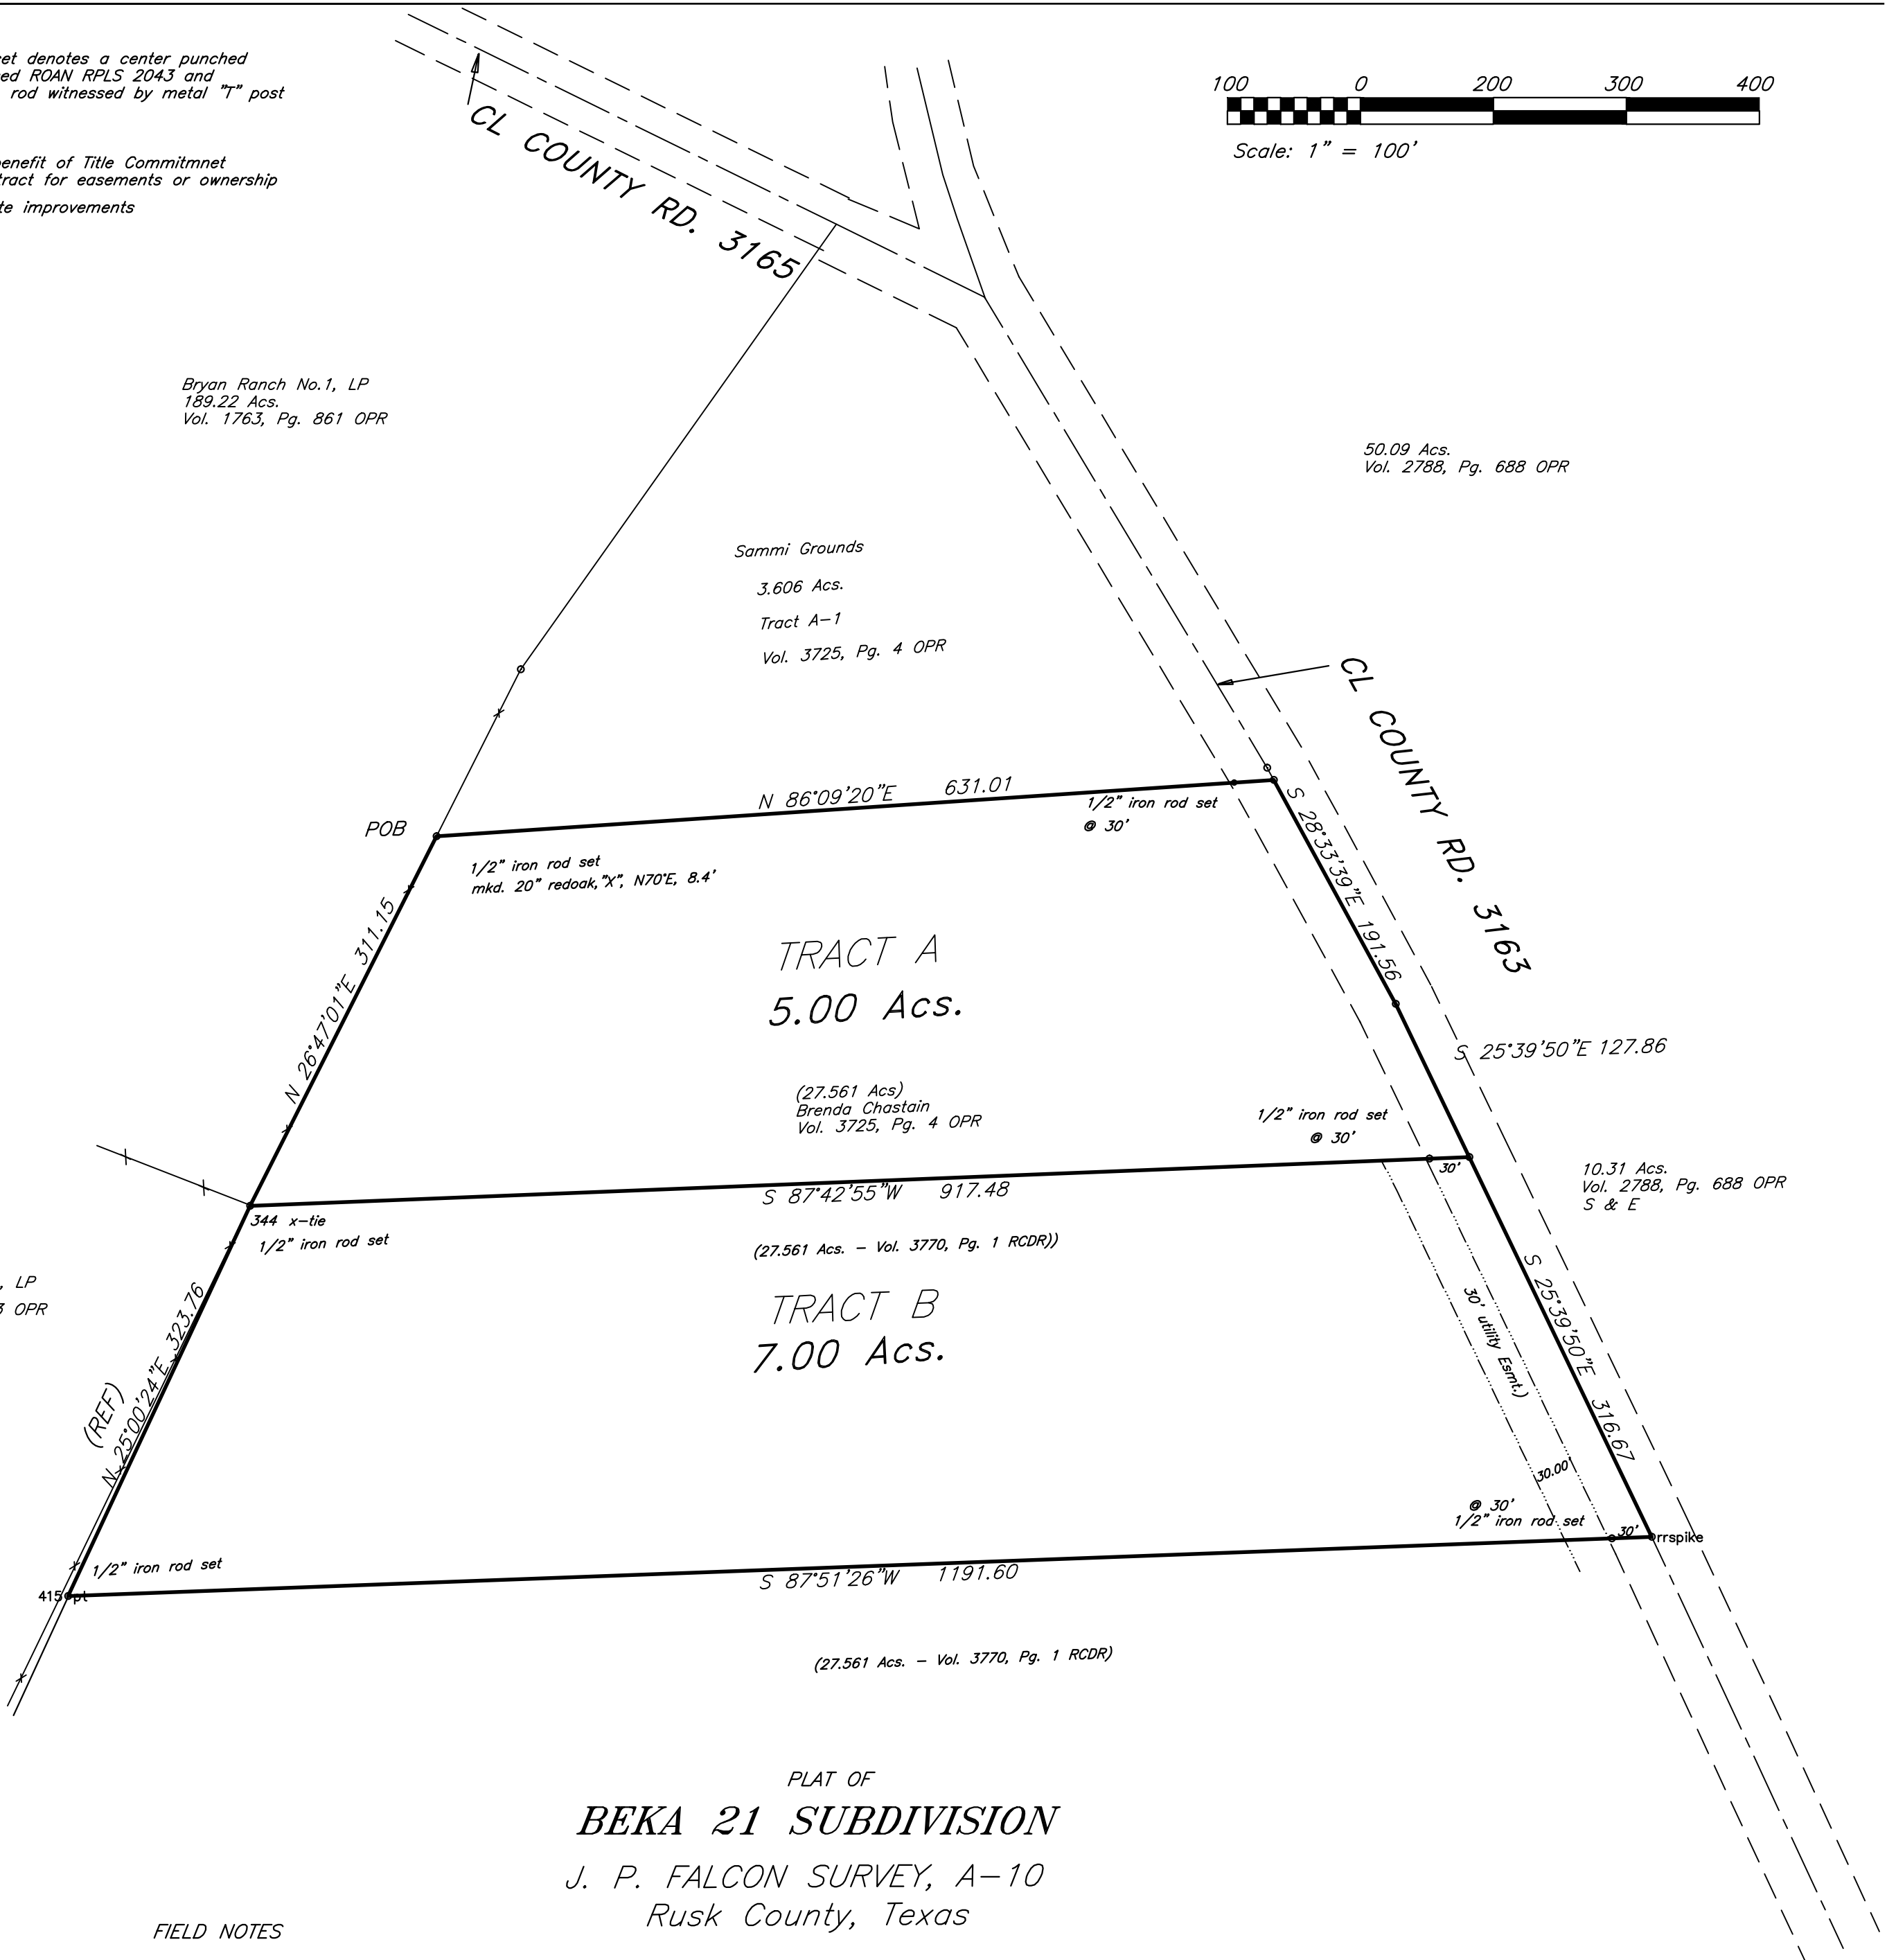 et denotes a center punched
ed ROAN RPLS 2043 and
rod witnessed by metal "T" post
benefit of Title Commitmnet
tract for easements or ownership
te improvements
100 0 200 300 400
Scale: 1" = 100'
CL COUNTY RD. 3165
Bryan Ranch No.1, LP
189.22 Acs.
Vol. 1763, Pg. 861 OPR
50.09 Acs.
Vol. 2788, Pg. 688 OPR
Sammi Grounds
3.606 Acs.
Tract A-1
Vol. 3725, Pg. 4 OPR
CL COUNTY RD. 3163
N 86°09'20"E 631.01
1/2" iron rod set
@ 30'
POB
1/2" iron rod set
mkd. 20" redoak,"X", N70°E, 8.4'
S 28°33'39"E 191.56
N 26°47'01"E 311.15
TRACT A
5.00 Acs.
S 25°39'50"E 127.86
(27.561 Acs)
Brenda Chastain
Vol. 3725, Pg. 4 OPR
1/2" iron rod set
@ 30'
30'
10.31 Acs.
Vol. 2788, Pg. 688 OPR
S & E
S 87°42'55"W 917.48
344 x-tie
1/2" iron rod set
(27.561 Acs. - Vol. 3770, Pg. 1 RCDR))
, LP
3 OPR
TRACT B
7.00 Acs.
S 25°39'50"E 316.67
30' utility Esmt.)
(REF)
N 25°00'24"E 323.76
30.00'
@ 30'
1/2" iron rod set
30'
rrspike
1/2" iron rod set
415 pt
S 87°51'26"W 1191.60
(27.561 Acs. - Vol. 3770, Pg. 1 RCDR)
PLAT OF
BEKA 21 SUBDIVISION
J. P. FALCON SURVEY, A-10
Rusk County, Texas
FIELD NOTES